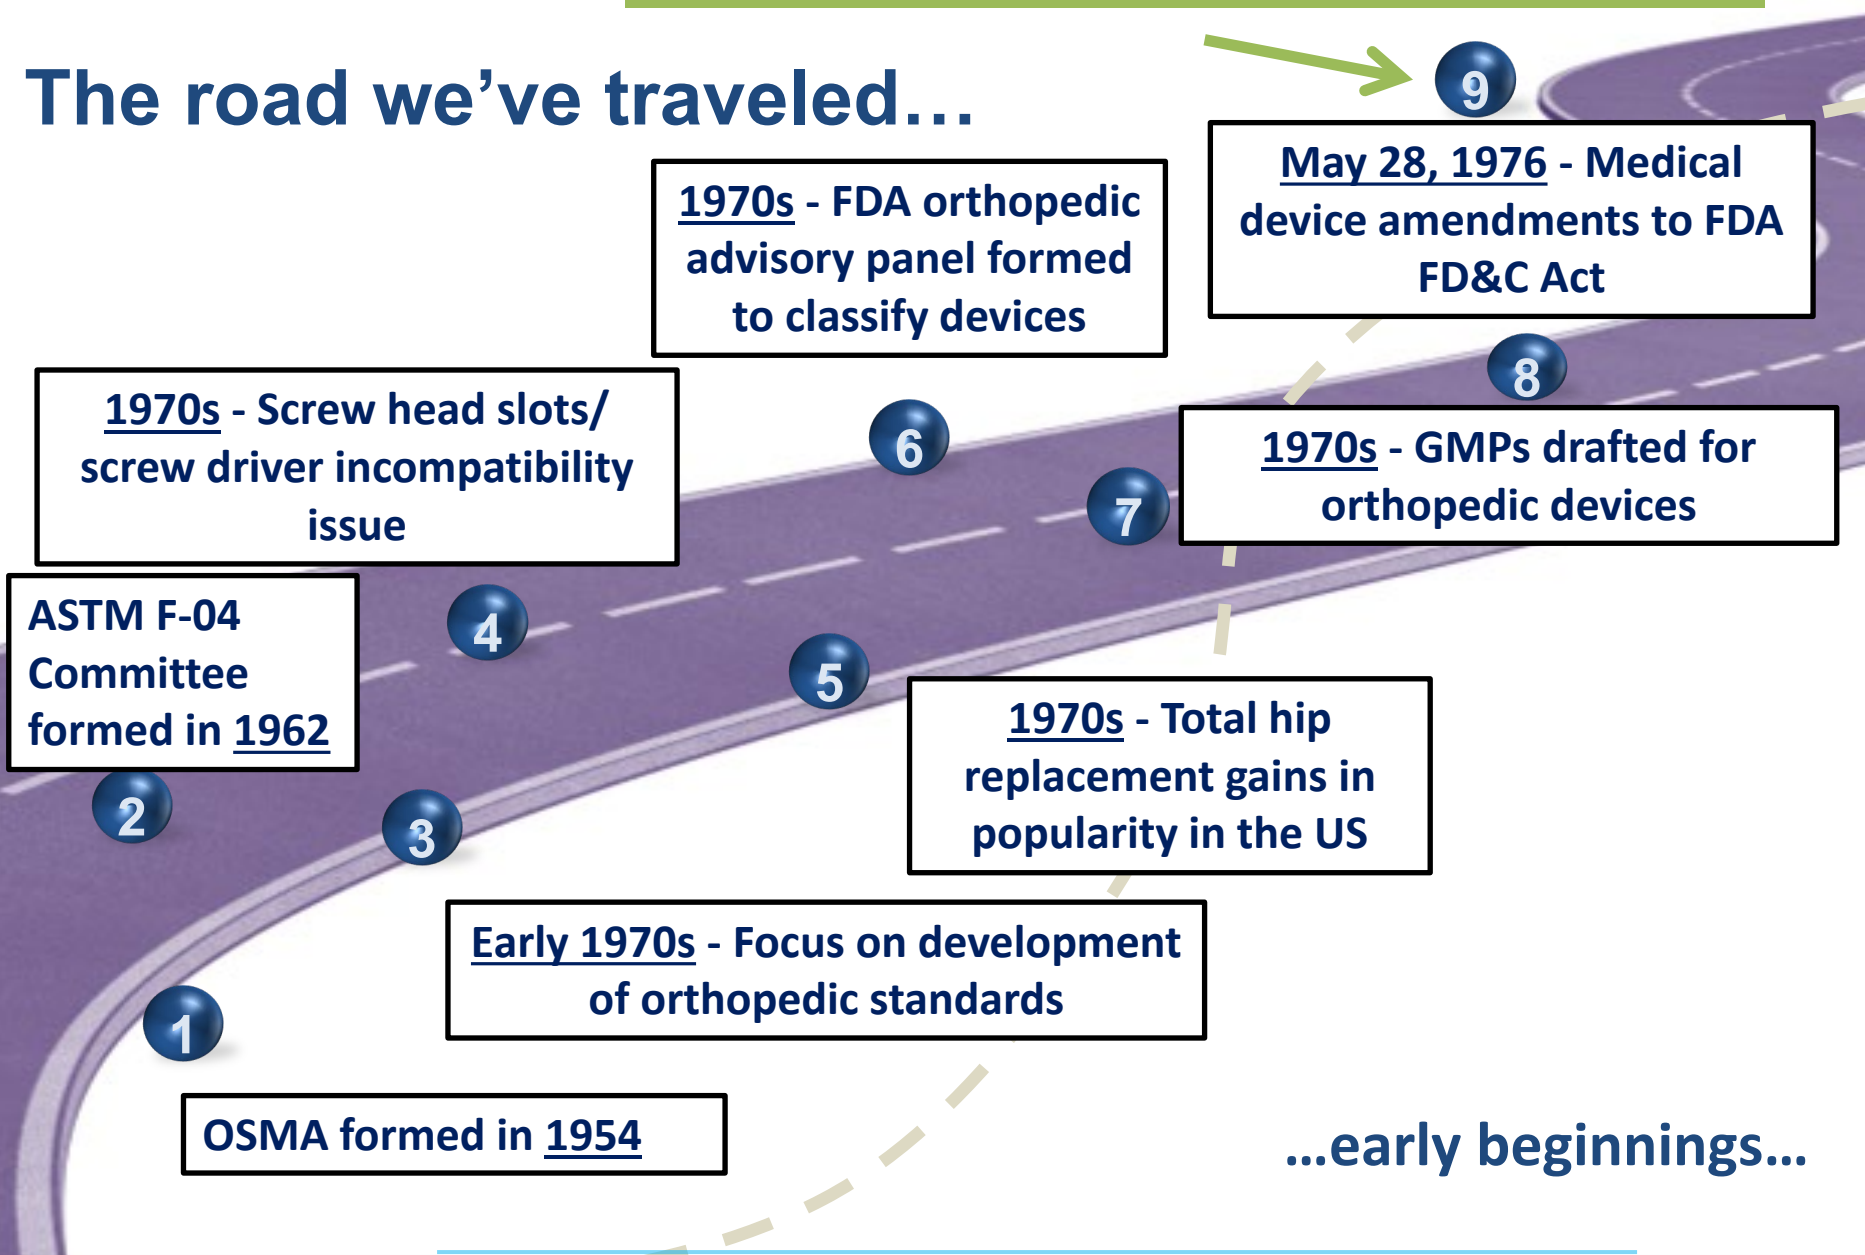 The road we’ve traveled…
9
May 28, 1976 - Medical
device amendments to FDA
FD&C Act
1970s - FDA orthopedic
advisory panel formed
to classify devices
8
1970s - Screw head slots/
screw driver incompatibility
issue
6
1970s - GMPs drafted for
orthopedic devices
7
ASTM F-04
Committee
formed in 1962
4
5
1970s - Total hip
replacement gains in
popularity in the US
2
3
Early 1970s - Focus on development
of orthopedic standards
1
OSMA formed in 1954
…early beginnings…